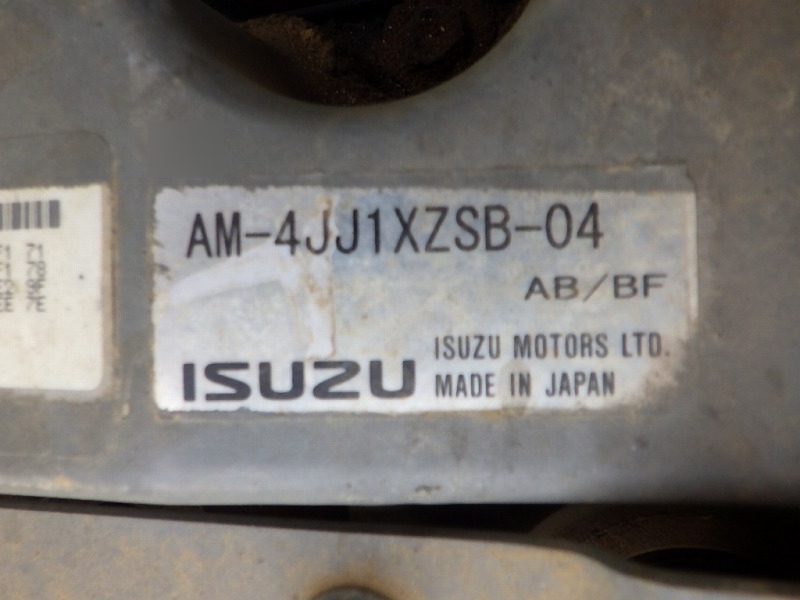 AM-4JJ1XZSB-04
AB/BF
ISUZU
ISUZU MOTORS LTD.
MADE IN JAPAN